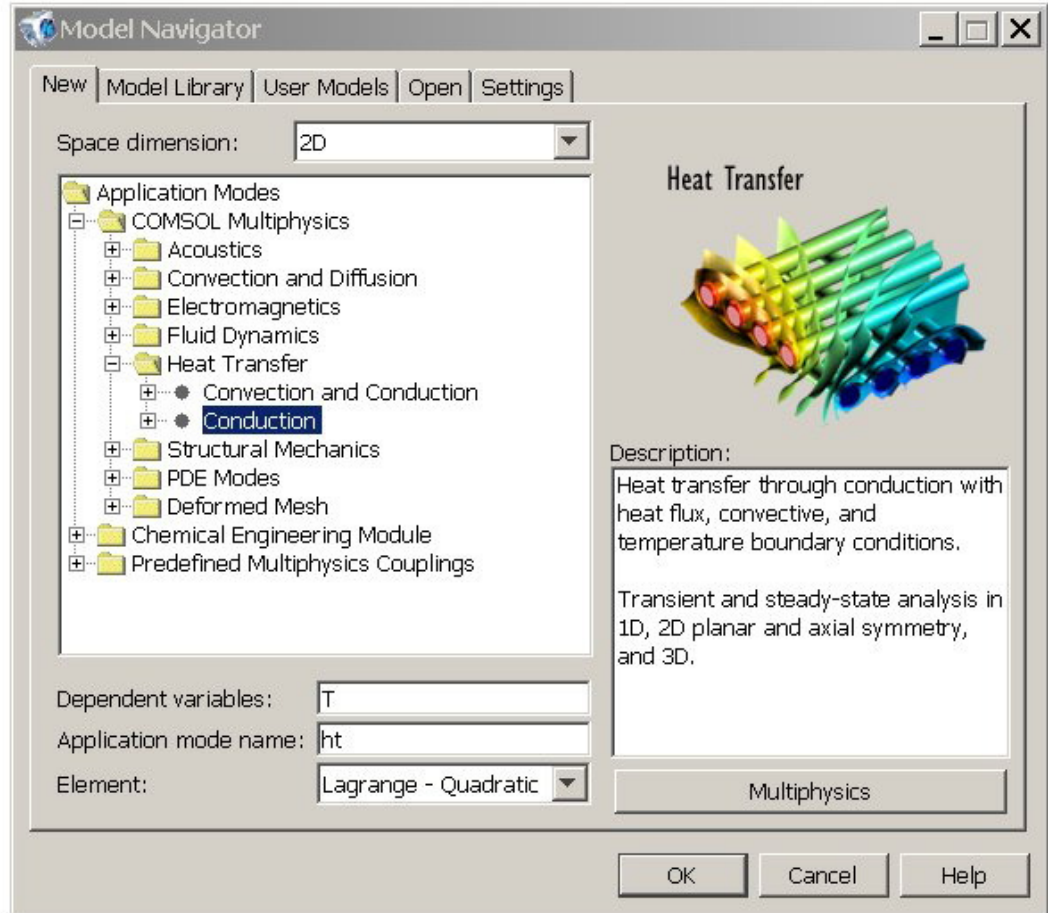 Model Navigator
New Model Library User Models Open Settings
Space dimension: 2D
Application Modes
COMSOL Multiphysics
Acoustics
Convection and Diffusion
Electromagnetics
Fluid Dynamics
Heat Transfer
Convection and Conduction
Conduction
Structural Mechanics
PDE Modes
Deformed Mesh
Chemical Engineering Module
Predefined Multiphysics Couplings
Dependent variables: T
Application mode name: ht
Element: Lagrange - Quadratic
Heat Transfer
Description:
Heat transfer through conduction with
heat flux, convective, and
temperature boundary conditions.
Transient and steady-state analysis in
1D, 2D planar and axial symmetry,
and 3D.
Multiphysics
OK Cancel Help